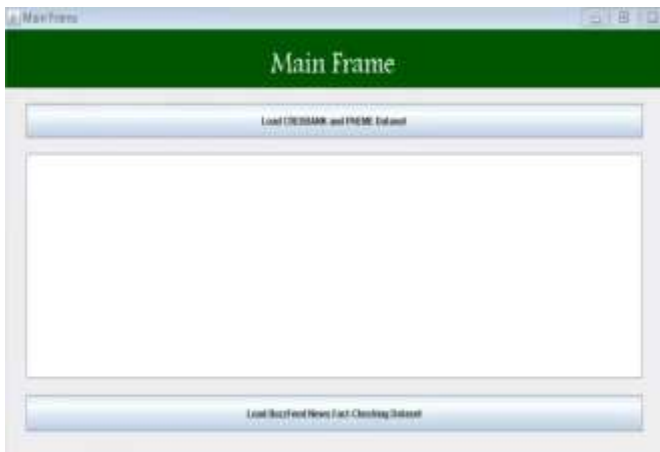 Main Frame
Main Frame
Load CREDBANK and PHEME Dataset
Load BuzzFeed News Fact-Checking Dataset